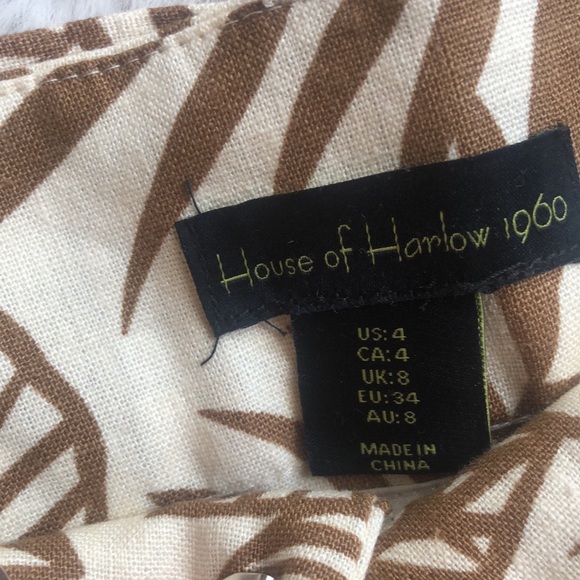 House of Harlow 1960
US: 4
CA: 4
UK: 8
EU: 34
AU: 8
MADE IN
CHINA